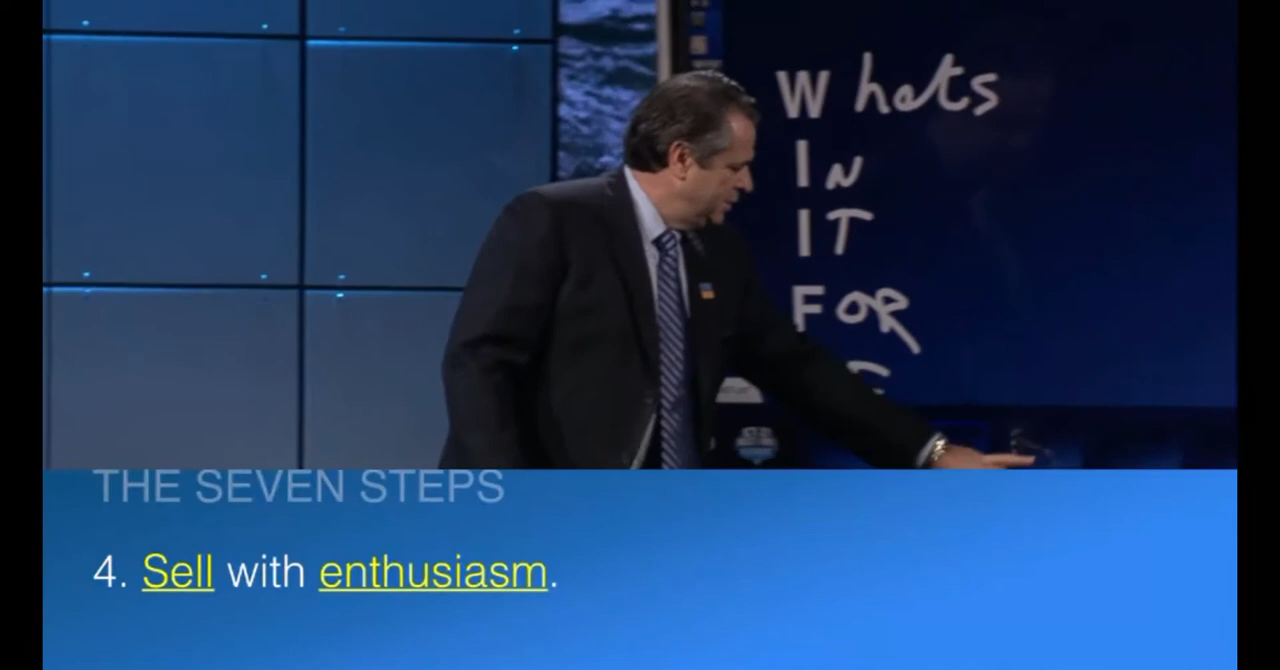 Whats
IN
IT
FOR
THE SEVEN STEPS
4. Sell with enthusiasm.